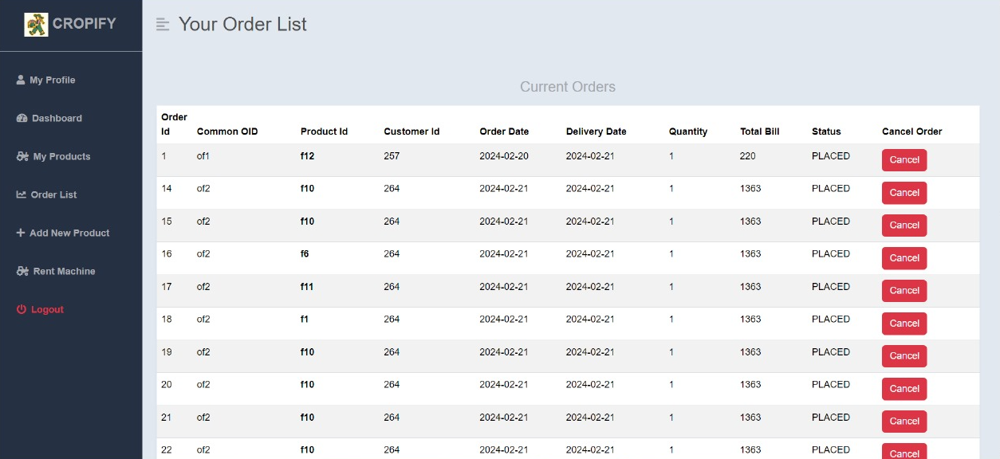 CROPIFY
Your Order List
My Profile
Dashboard
My Products
Order List
Add New Product
Rent Machine
Logout
Current Orders
Order Id Common OID Product Id Customer Id Order Date Delivery Date Quantity Total Bill Status Cancel Order
1 of1 f12 257 2024-02-20 2024-02-21 1 220 PLACED Cancel
14 of2 f10 264 2024-02-21 2024-02-21 1 1363 PLACED Cancel
15 of2 f10 264 2024-02-21 2024-02-21 1 1363 PLACED Cancel
16 of2 f6 264 2024-02-21 2024-02-21 1 1363 PLACED Cancel
17 of2 f11 264 2024-02-21 2024-02-21 1 1363 PLACED Cancel
18 of2 f1 264 2024-02-21 2024-02-21 1 1363 PLACED Cancel
19 of2 f10 264 2024-02-21 2024-02-21 1 1363 PLACED Cancel
20 of2 f10 264 2024-02-21 2024-02-21 1 1363 PLACED Cancel
21 of2 f10 264 2024-02-21 2024-02-21 1 1363 PLACED Cancel
22 of2 f10 264 2024-02-21 2024-02-21 1 1363 PLACED Cancel